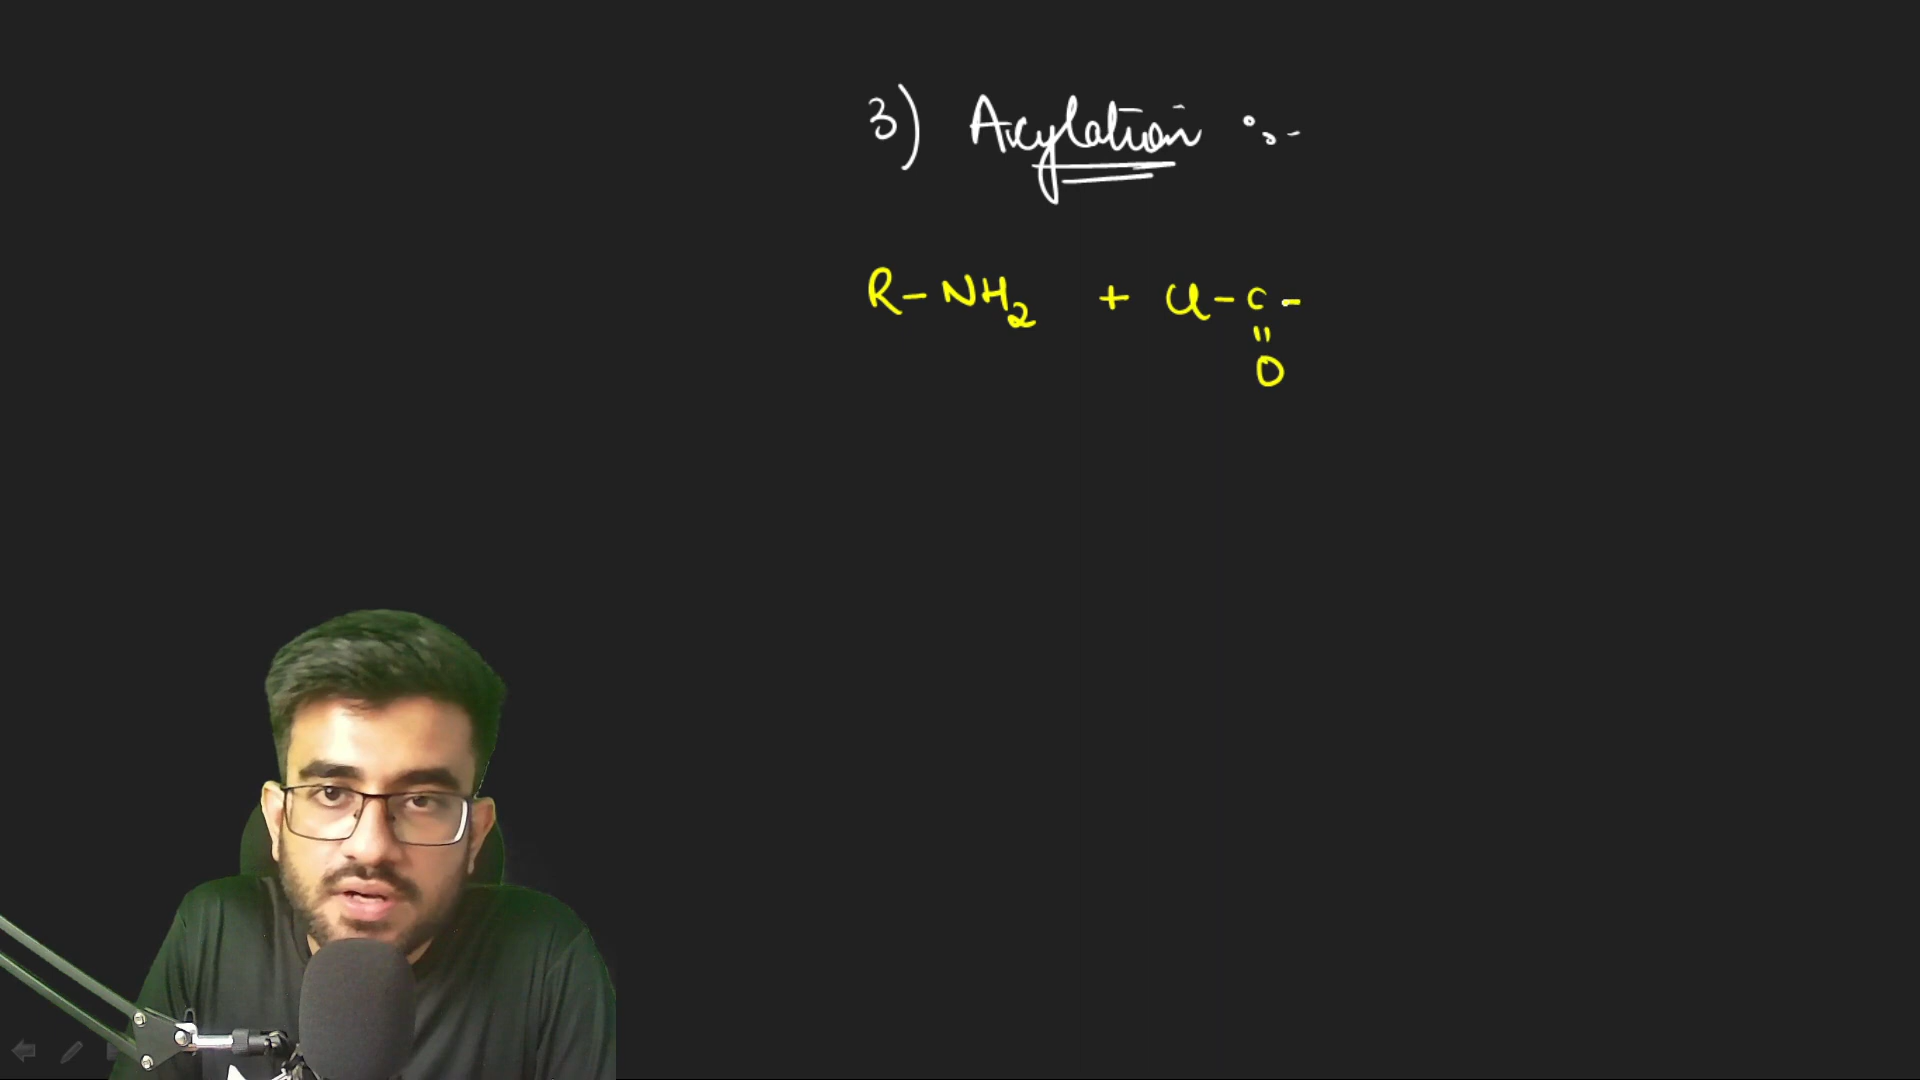 3) Acylation :-
R-NH2 + Cl-C-
||
O